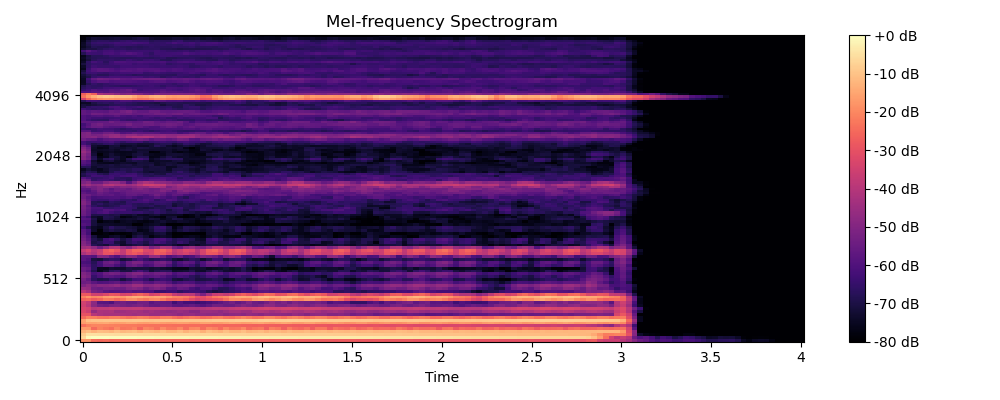 Mel-frequency Spectrogram
Hz
4096
2048
1024
512
0
0 0.5 1 1.5 2 2.5 3 3.5 4
Time
+0 dB
-10 dB
-20 dB
-30 dB
-40 dB
-50 dB
-60 dB
-70 dB
-80 dB